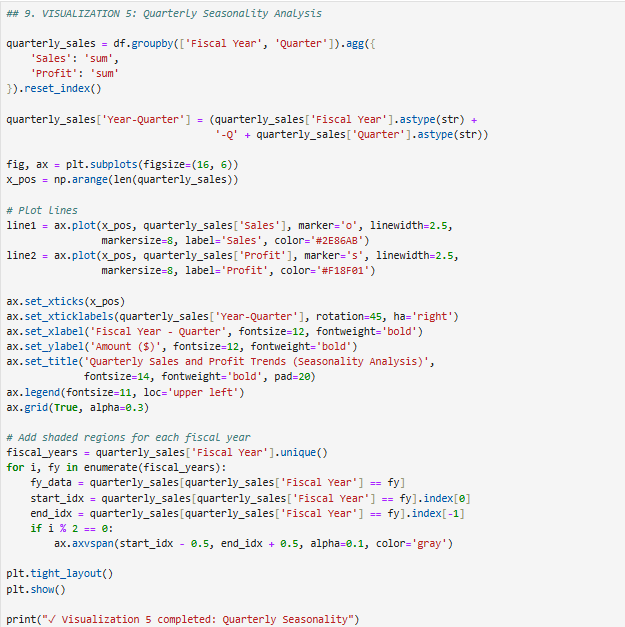 ## 9. VISUALIZATION 5: Quarterly Seasonality Analysis

quarterly_sales = df.groupby(['Fiscal Year', 'Quarter']).agg({
    'Sales': 'sum',
    'Profit': 'sum'
}).reset_index()

quarterly_sales['Year-Quarter'] = (quarterly_sales['Fiscal Year'].astype(str) +
                                   '-Q' + quarterly_sales['Quarter'].astype(str))

fig, ax = plt.subplots(figsize=(16, 6))
x_pos = np.arange(len(quarterly_sales))

# Plot lines
line1 = ax.plot(x_pos, quarterly_sales['Sales'], marker='o', linewidth=2.5,
                markersize=8, label='Sales', color='#2E86AB')
line2 = ax.plot(x_pos, quarterly_sales['Profit'], marker='s', linewidth=2.5,
                markersize=8, label='Profit', color='#F18F01')

ax.set_xticks(x_pos)
ax.set_xticklabels(quarterly_sales['Year-Quarter'], rotation=45, ha='right')
ax.set_xlabel('Fiscal Year - Quarter', fontsize=12, fontweight='bold')
ax.set_ylabel('Amount ($)', fontsize=12, fontweight='bold')
ax.set_title('Quarterly Sales and Profit Trends (Seasonality Analysis)',
             fontsize=14, fontweight='bold', pad=20)
ax.legend(fontsize=11, loc='upper left')
ax.grid(True, alpha=0.3)

# Add shaded regions for each fiscal year
fiscal_years = quarterly_sales['Fiscal Year'].unique()
for i, fy in enumerate(fiscal_years):
    fy_data = quarterly_sales[quarterly_sales['Fiscal Year'] == fy]
    start_idx = quarterly_sales[quarterly_sales['Fiscal Year'] == fy].index[0]
    end_idx = quarterly_sales[quarterly_sales['Fiscal Year'] == fy].index[-1]
    if i % 2 == 0:
        ax.axvspan(start_idx - 0.5, end_idx + 0.5, alpha=0.1, color='gray')

plt.tight_layout()
plt.show()

print("✓ Visualization 5 completed: Quarterly Seasonality")